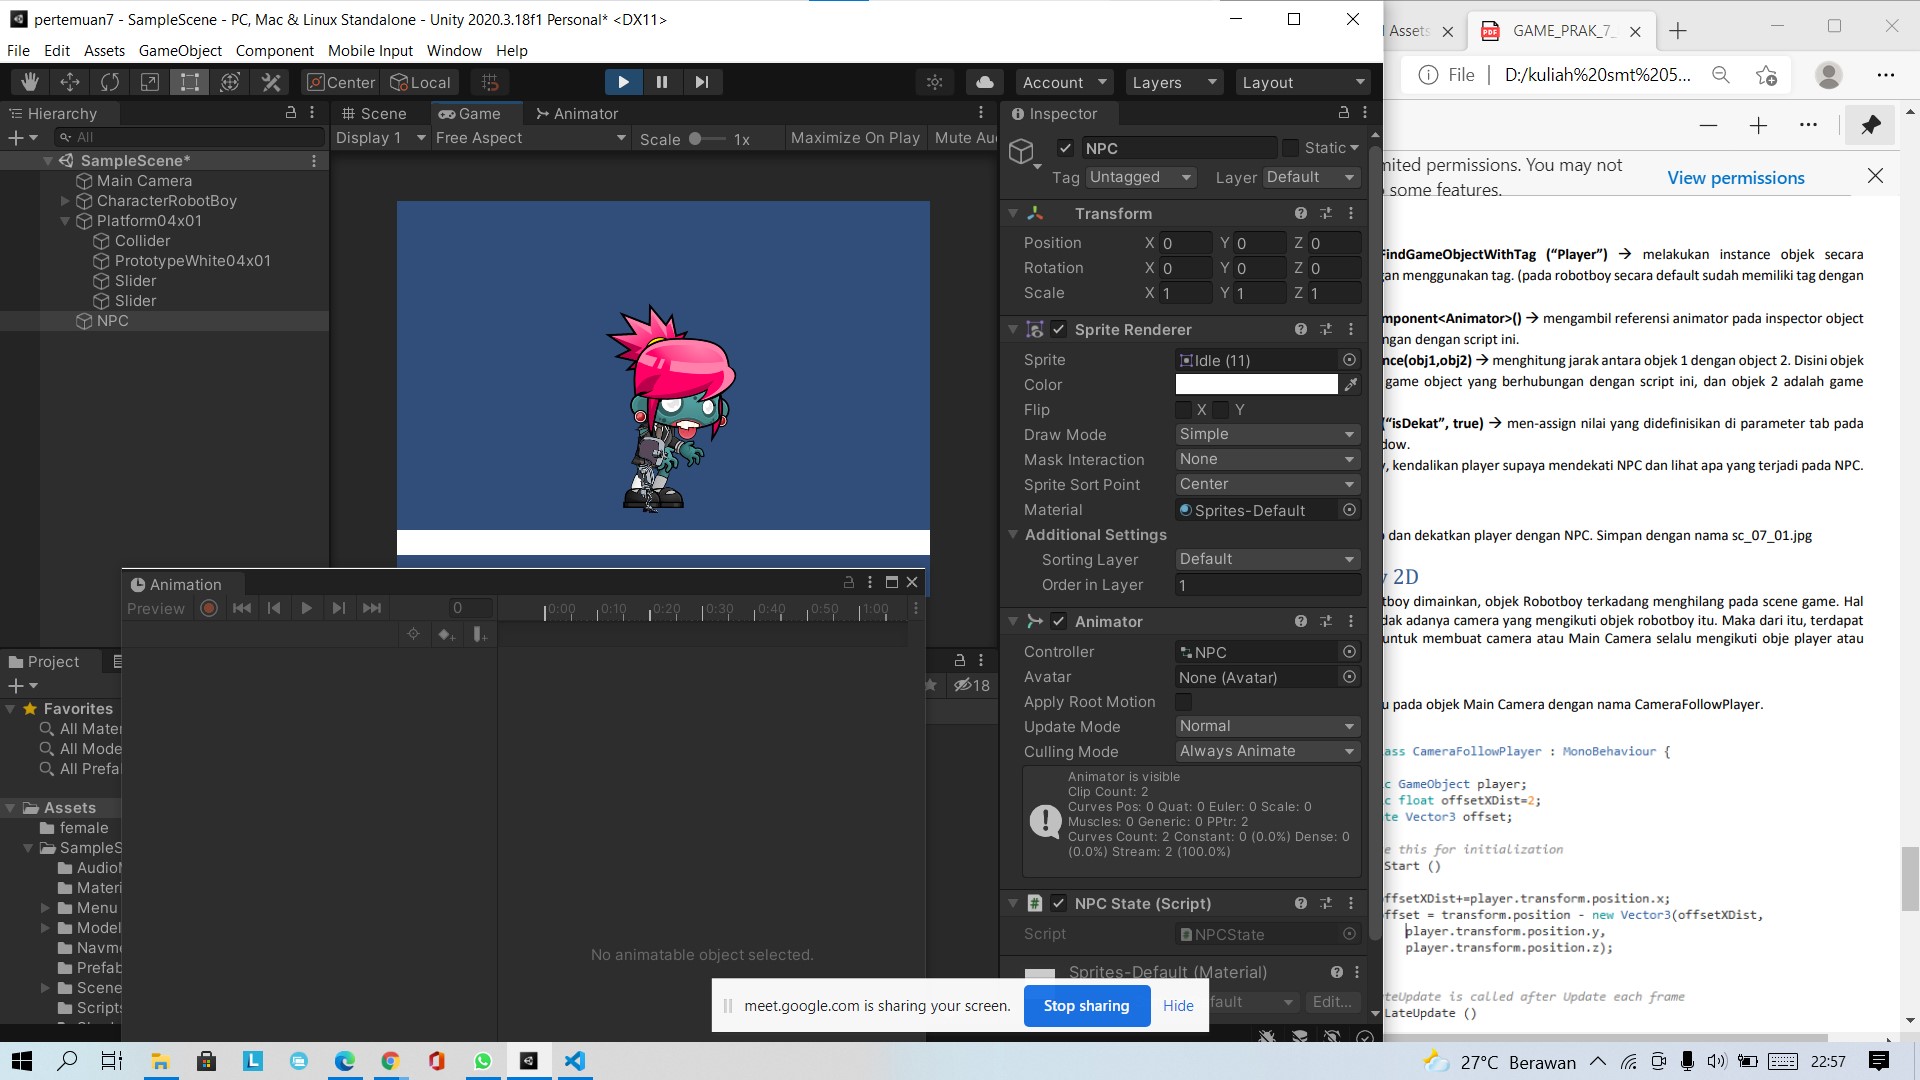 pertemuan7 - SampleScene - PC, Mac & Linux Standalone - Unity 2020.3.18f1 Personal* <DX11>
File Edit Assets GameObject Component Mobile Input Window Help
Center Local
Account Layers Layout
Hierarchy
All
SampleScene*
Main Camera
CharacterRobotBoy
Platform04x01
Collider
PrototypeWhite04x01
Slider
Slider
NPC
Scene Game Animator
Display 1 Free Aspect Scale 1x Maximize On Play Mute Au
Inspector
NPC Static
Tag Untagged Layer Default
Transform
Position X 0 Y 0 Z 0
Rotation X 0 Y 0 Z 0
Scale X 1 Y 1 Z 1
Sprite Renderer
Sprite Idle (11)
Color
Flip X Y
Draw Mode Simple
Mask Interaction None
Sprite Sort Point Center
Material Sprites-Default
Additional Settings
Sorting Layer Default
Order in Layer 1
Animator
Controller NPC
Avatar None (Avatar)
Apply Root Motion
Update Mode Normal
Culling Mode Always Animate
Animator is visible
Clip Count: 2
Curves Pos: 0 Quat: 0 Euler: 0 Scale: 0
Muscles: 0 Generic: 0 PPtr: 2
Curves Count: 2 Constant: 0 (0.0%) Dense: 0
(0.0%) Stream: 2 (100.0%)
NPC State (Script)
Script NPCState
Sprites-Default (Material)
fault Edit...
Animation
Preview 0 0:00 0:10 0:20 0:30 0:40 0:50 1:00
No animatable object selected.
Project
18
Favorites
All Mater
All Mode
All Prefa
Assets
female
SampleS
Audio
Materi
Menu
Model
Navm
Prefab
Scene
Script
meet.google.com is sharing your screen. Stop sharing Hide
Assets GAME_PRAK_7_
PDF
File D:/kuliah%20smt%205...
mited permissions. You may not
some features.
View permissions
FindGameObjectWithTag (“Player”) → melakukan instance objek secara
an menggunakan tag. (pada robotboy secara default sudah memiliki tag dengan
mponent<Animator>() → mengambil referensi animator pada inspector object
ngan dengan script ini.
nce(obj1,obj2) → menghitung jarak antara objek 1 dengan object 2. Disini objek
game object yang berhubungan dengan script ini, dan objek 2 adalah game
(“isDekat”, true) → men-assign nilai yang didefinisikan di parameter tab pada
dow.
, kendalikan player supaya mendekati NPC dan lihat apa yang terjadi pada NPC.
dan dekatkan player dengan NPC. Simpan dengan nama sc_07_01.jpg
2D
tboy dimainkan, objek Robotboy terkadang menghilang pada scene game. Hal
dak adanya camera yang mengikuti objek robotboy itu. Maka dari itu, terdapat
untuk membuat camera atau Main Camera selalu mengikuti obje player atau
u pada objek Main Camera dengan nama CameraFollowPlayer.
ass CameraFollowPlayer : MonoBehaviour {
c GameObject player;
c float offsetXDist=2;
te Vector3 offset;
e this for initialization
Start ()
ffsetXDist+=player.transform.position.x;
ffset = transform.position - new Vector3(offsetXDist,
player.transform.position.y,
player.transform.position.z);
teUpdate is called after Update each frame
LateUpdate ()
27°C Berawan 22:57